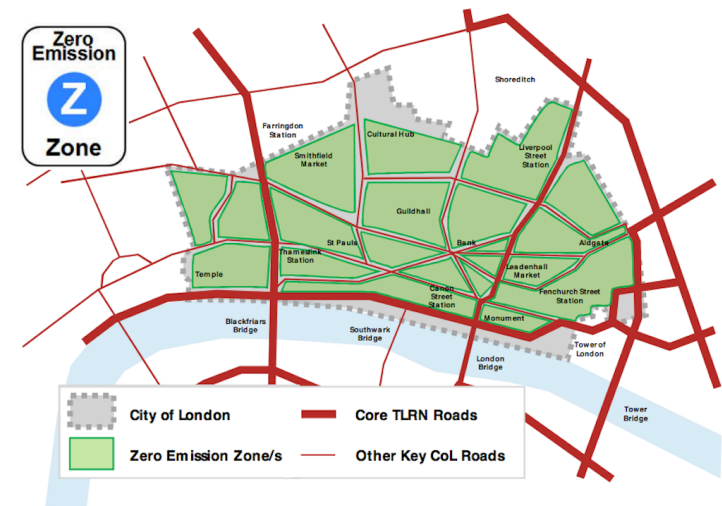 Zero
Emission
Z
Zone
Shoreditch
Farringdon
Station
Cultural Hub
Smithfield
Market
Liverpool
Street
Station
Guildhall
St Pauls
Bank
Aldgate
Thameslink
Station
Temple
Leadenhall
Market
Canon
Street
Station
Fenchurch Street
Station
Monument
Blackfriars
Bridge
Southwark
Bridge
London
Bridge
Tower of
London
Tower
Bridge
City of London
Core TLRN Roads
Zero Emission Zone/s
Other Key CoL Roads